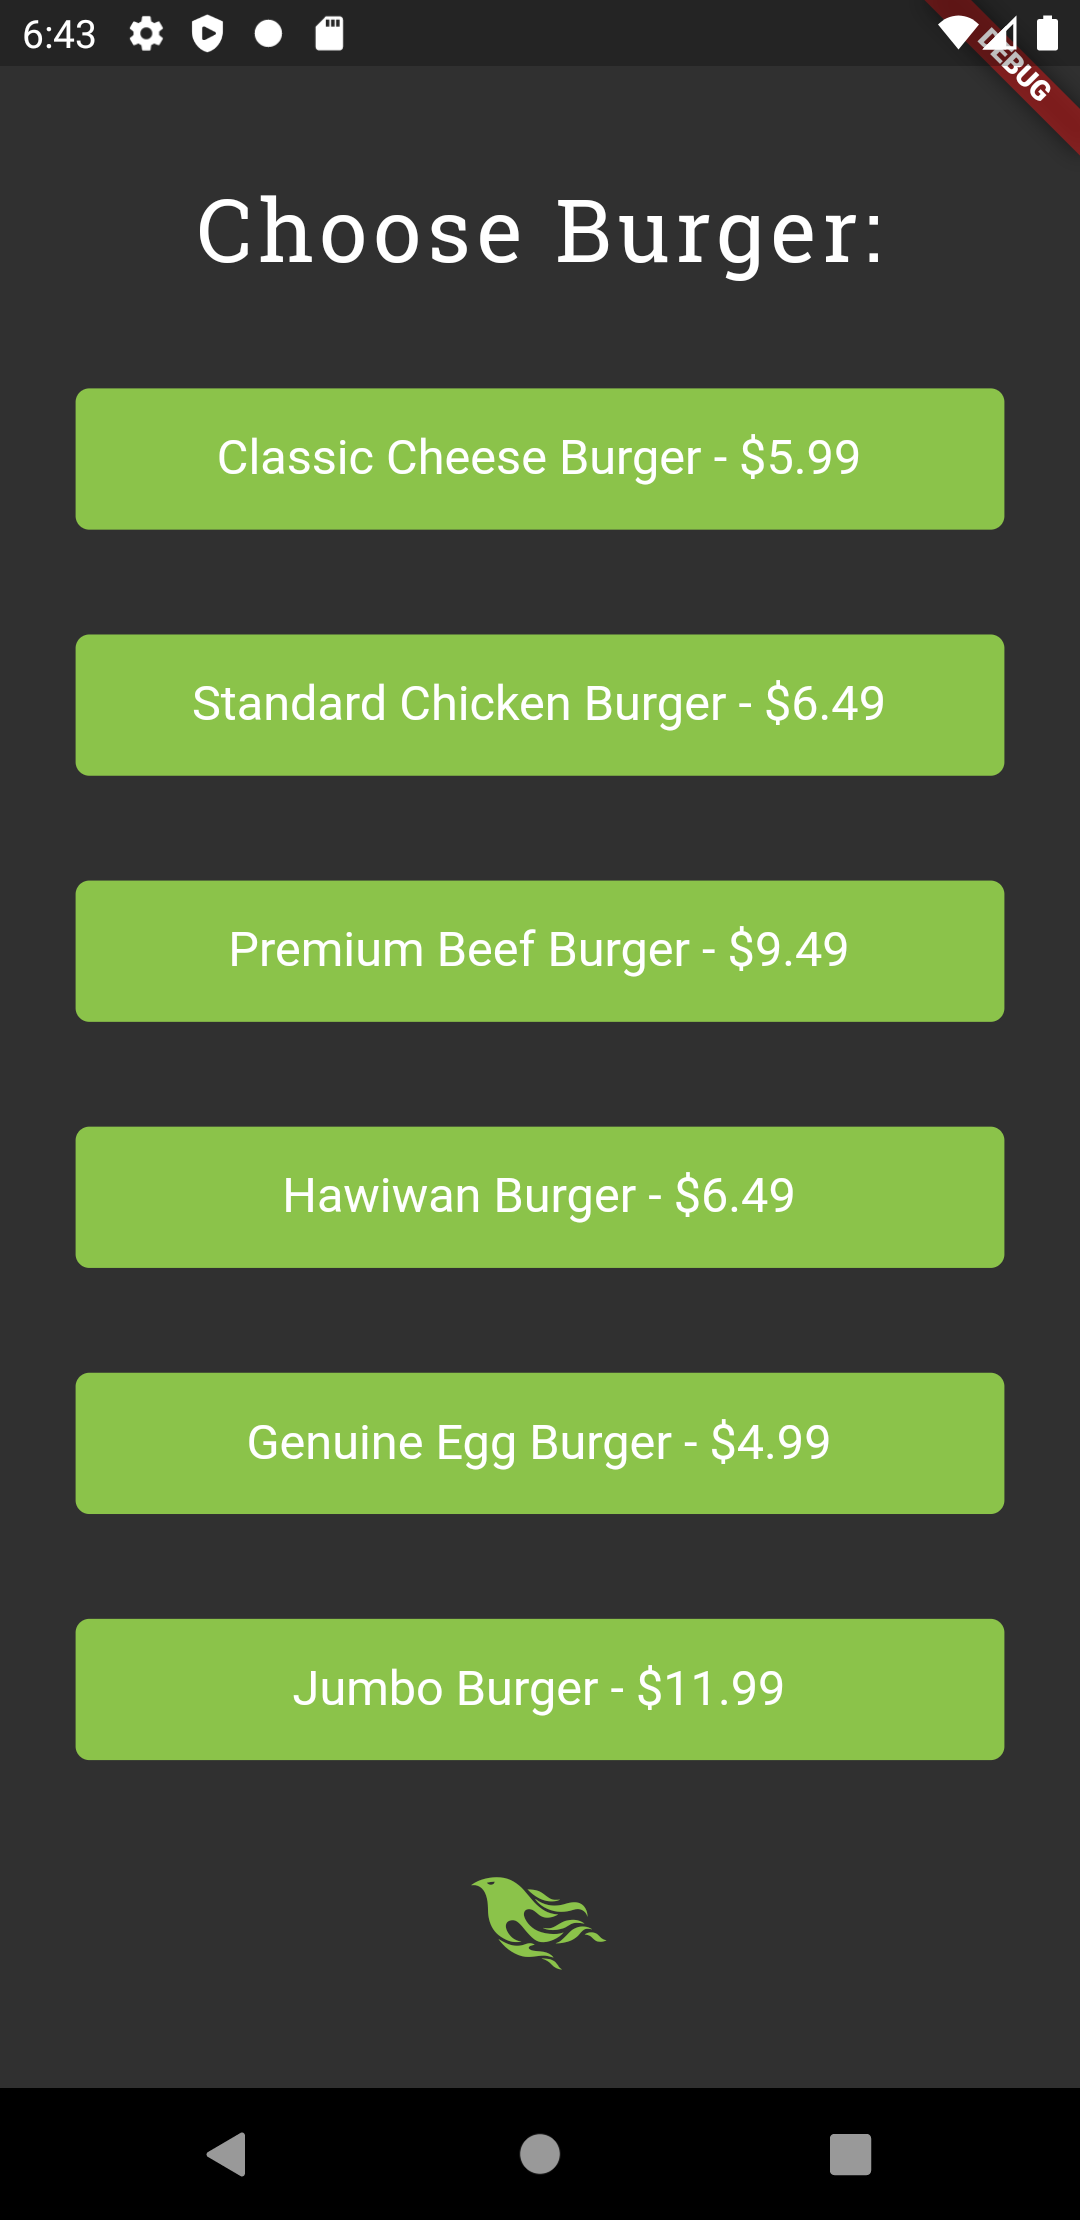 6:43
DEBUG
Choose Burger:
Classic Cheese Burger - $5.99
Standard Chicken Burger - $6.49
Premium Beef Burger - $9.49
Hawiwan Burger - $6.49
Genuine Egg Burger - $4.99
Jumbo Burger - $11.99